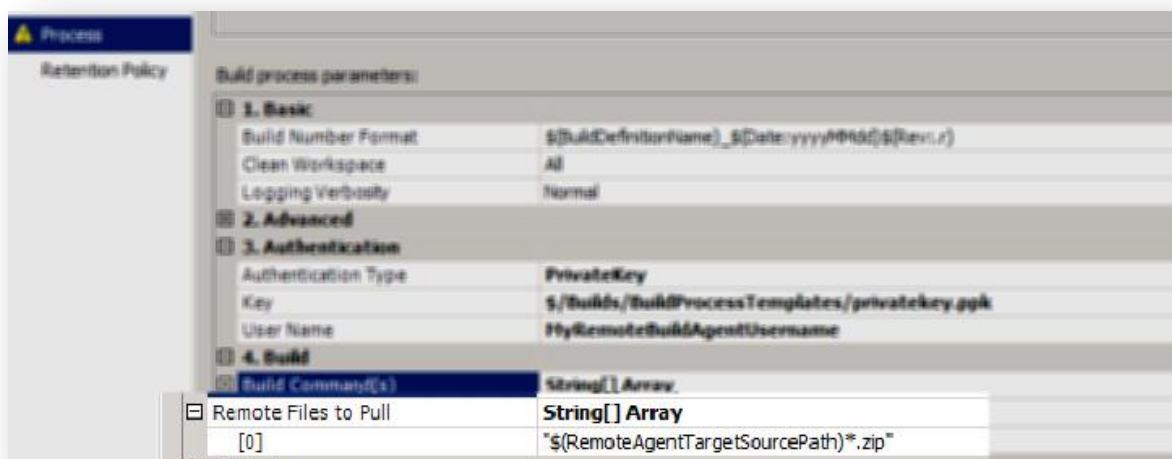 Process
Retention Policy
Build process parameters:
1. Basic
Build Number Format $(BuildDefinitionName)_$(Date:yyyyMMdd)$(Rev:.r)
Clean Workspace All
Logging Verbosity Normal
2. Advanced
3. Authentication
Authentication Type PrivateKey
Key $/Builds/BuildProcessTemplates/privatekey.ppk
User Name MyRemoteBuildAgentUsername
4. Build
Build Command(s) String[] Array
Remote Files to Pull String[] Array
[0] "$(RemoteAgentTargetSourcePath)*.zip"